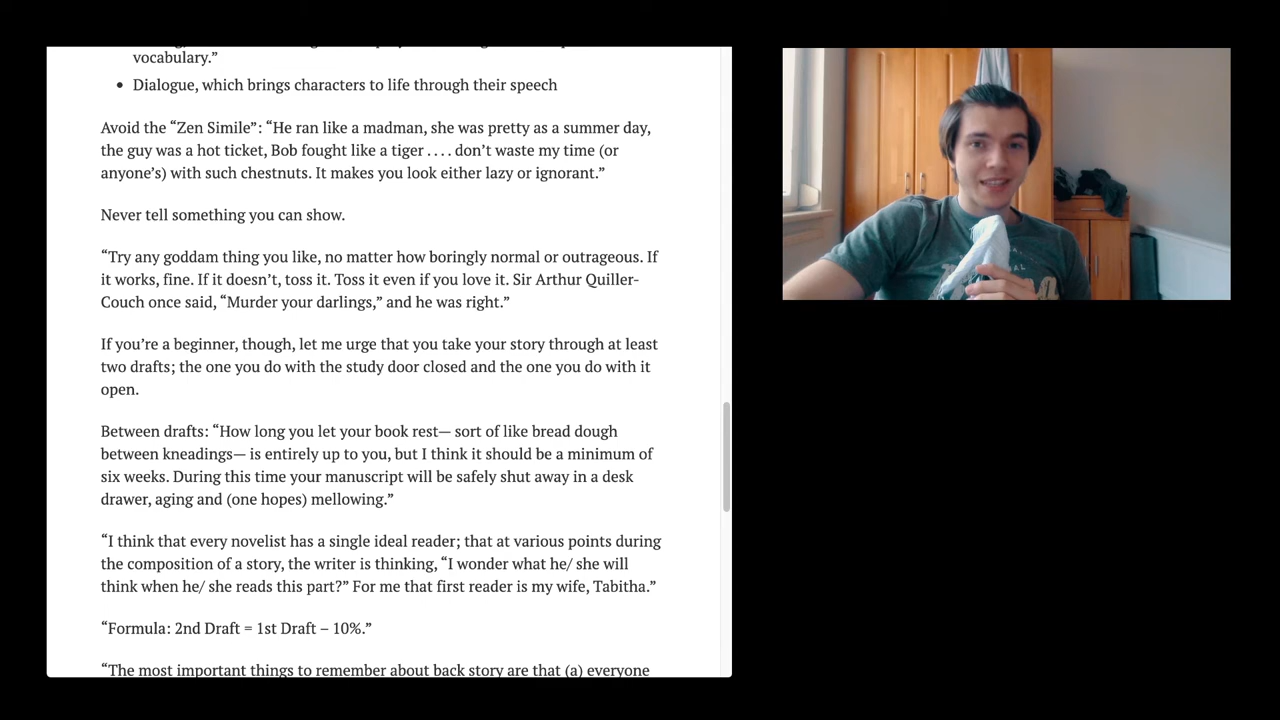 vocabulary.”
• Dialogue, which brings characters to life through their speech
Avoid the “Zen Simile”: “He ran like a madman, she was pretty as a summer day,
the guy was a hot ticket, Bob fought like a tiger . . . . don’t waste my time (or
anyone’s) with such chestnuts. It makes you look either lazy or ignorant.”
Never tell something you can show.
“Try any goddam thing you like, no matter how boringly normal or outrageous. If
it works, fine. If it doesn’t, toss it. Toss it even if you love it. Sir Arthur Quiller-
Couch once said, “Murder your darlings,” and he was right.”
If you’re a beginner, though, let me urge that you take your story through at least
two drafts; the one you do with the study door closed and the one you do with it
open.
Between drafts: “How long you let your book rest— sort of like bread dough
between kneadings— is entirely up to you, but I think it should be a minimum of
six weeks. During this time your manuscript will be safely shut away in a desk
drawer, aging and (one hopes) mellowing.”
“I think that every novelist has a single ideal reader; that at various points during
the composition of a story, the writer is thinking, “I wonder what he/ she will
think when he/ she reads this part?” For me that first reader is my wife, Tabitha.”
“Formula: 2nd Draft = 1st Draft – 10%.”
“The most important things to remember about back story are that (a) everyone